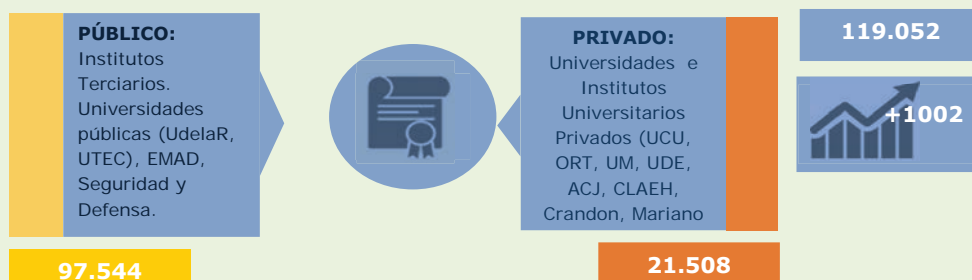 PÚBLICO:
Institutos
Terciarios.
Universidades
públicas (UdelaR,
UTEC), EMAD,
Seguridad y
Defensa.
97.544
PRIVADO:
Universidades e
Institutos
Universitarios
Privados (UCU,
ORT, UM, UDE,
ACJ, CLAEH,
Crandon, Mariano
21.508
119.052
+1002